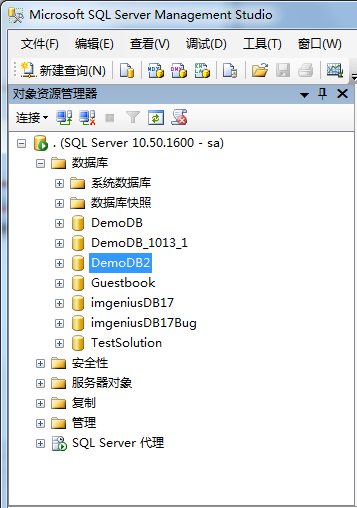 Microsoft SQL Server Management Studio
文件(F) 编辑(E) 查看(V) 调试(D) 工具(T) 窗口(W)
新建查询(N)
对象资源管理器
连接
. (SQL Server 10.50.1600 - sa)
数据库
系统数据库
数据库快照
DemoDB
DemoDB_1013_1
DemoDB2
Guestbook
imgeniusDB17
imgeniusDB17Bug
TestSolution
安全性
服务器对象
复制
管理
SQL Server 代理